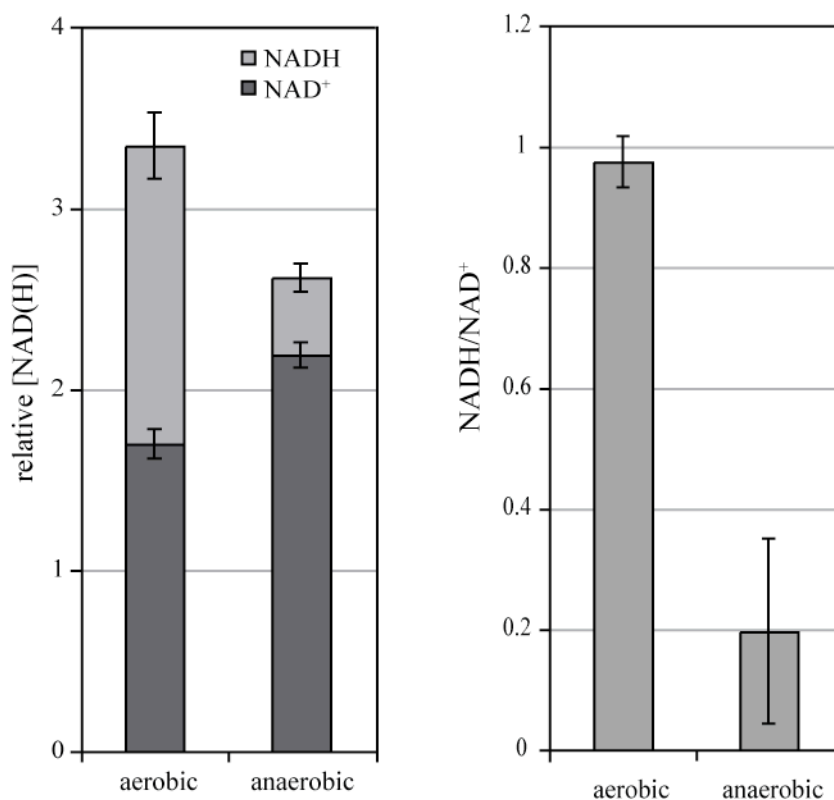 relative [NAD(H)]
4
3
2
1
0
NADH
NAD⁺
aerobic
anaerobic
NADH/NAD⁺
1.2
1
0.8
0.6
0.4
0.2
0
aerobic
anaerobic